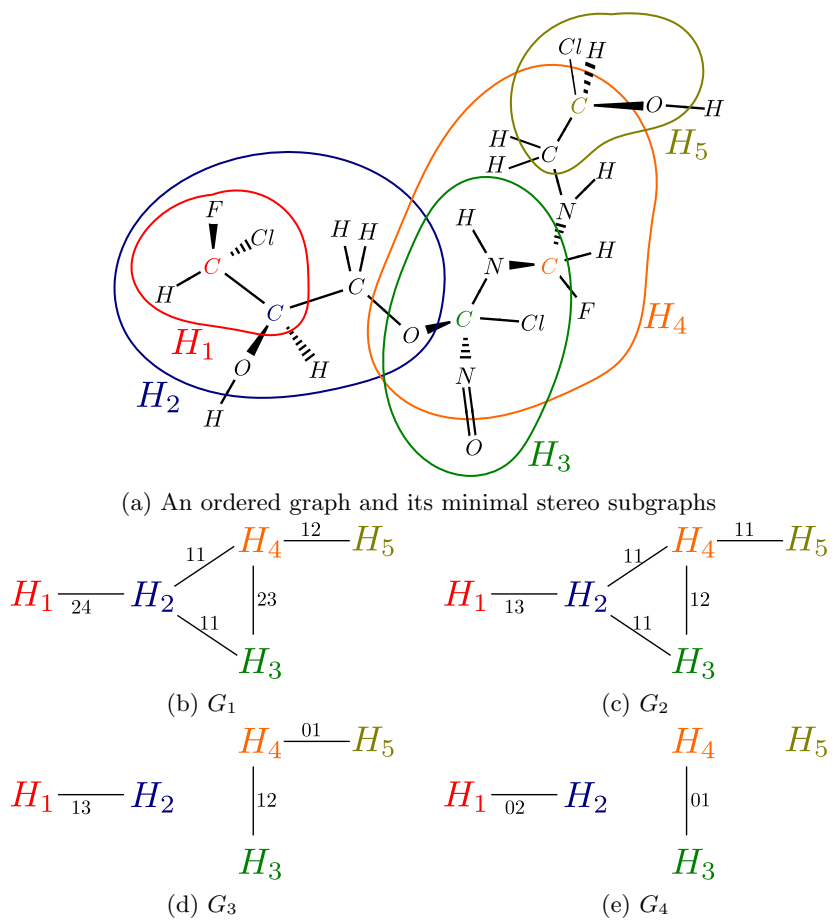 Cl H
C O H
H C H₅
H H
F H N
H H H
Cl N C H
C C F
H C Cl H₄
H₁ O
O H N
H₂
H O H₃
(a) An ordered graph and its minimal stereo subgraphs
H₄ 12 H₅
11
H₁ 24 H₂ 23
11
H₃
(b) G₁
H₄ 11 H₅
11
H₁ 13 H₂ 12
11
H₃
(c) G₂
H₄ 01 H₅
H₁ 13 H₂ 12
H₃
(d) G₃
H₄ H₅
H₁ 02 H₂ 01
H₃
(e) G₄